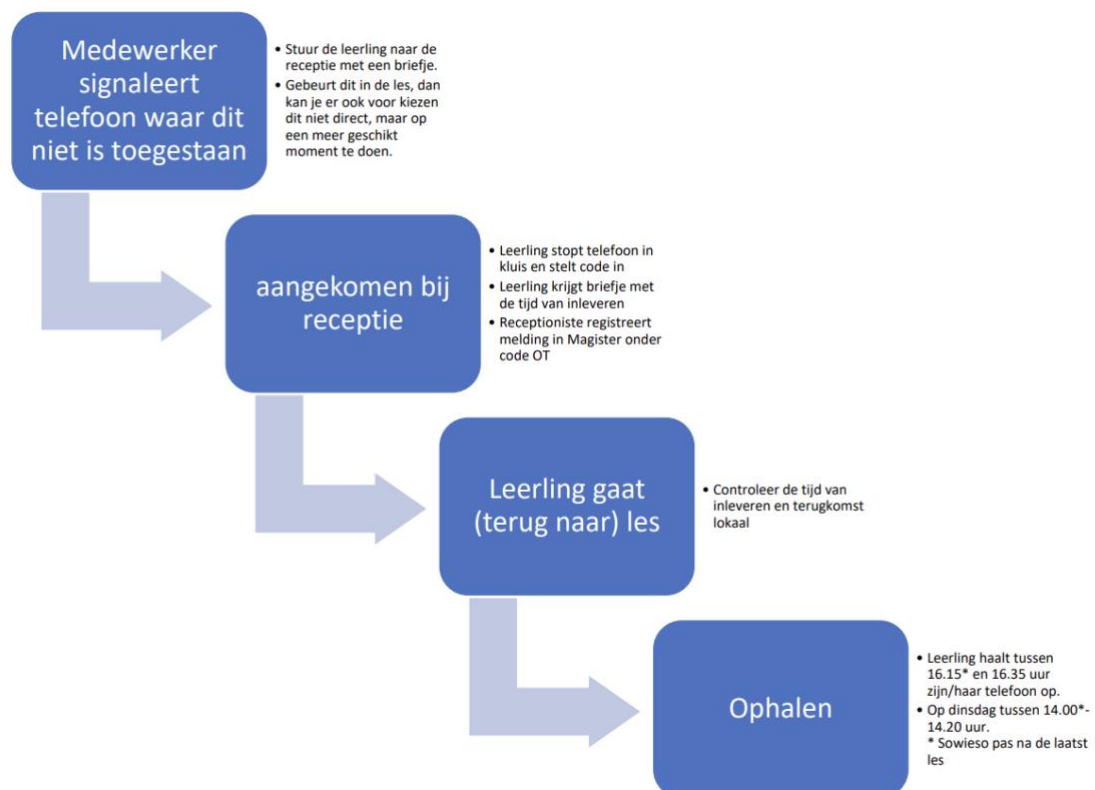 Medewerker
signaleert
telefoon waar dit
niet is toegestaan
• Stuur de leerling naar de
receptie met een briefje.
• Gebeurt dit in de les, dan
kan je er ook voor kiezen
dit niet direct, maar op
een meer geschikt
moment te doen.
aangekomen bij
receptie
• Leerling stopt telefoon in
kluis en stelt code in
• Leerling krijgt briefje met
de tijd van inleveren
• Receptioniste registreert
melding in Magister onder
code OT
Leerling gaat
(terug naar) les
• Controleer de tijd van
inleveren en terugkomst
lokaal
Ophalen
• Leerling haalt tussen
16.15* en 16.35 uur
zijn/haar telefoon op.
• Op dinsdag tussen 14.00*-
14.20 uur.
* Sowieso pas na de laatst
les